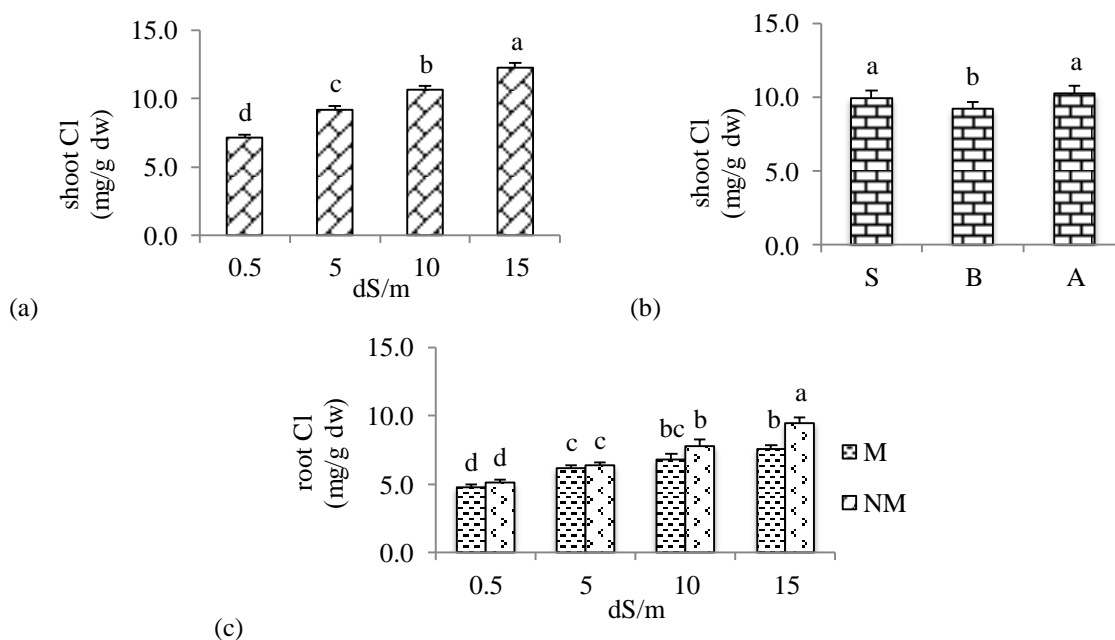 15.0
10.0
5.0
0.0
shoot Cl
(mg/g dw)
d
c
b
a
0.5
5
10
15
dS/m
(a)
15.0
10.0
5.0
0.0
shoot Cl
(mg/g dw)
a
b
a
S
B
A
(b)
15.0
10.0
5.0
0.0
root Cl
(mg/g dw)
d d
c c
bc b
b a
0.5
5
10
15
dS/m
M
NM
(c)